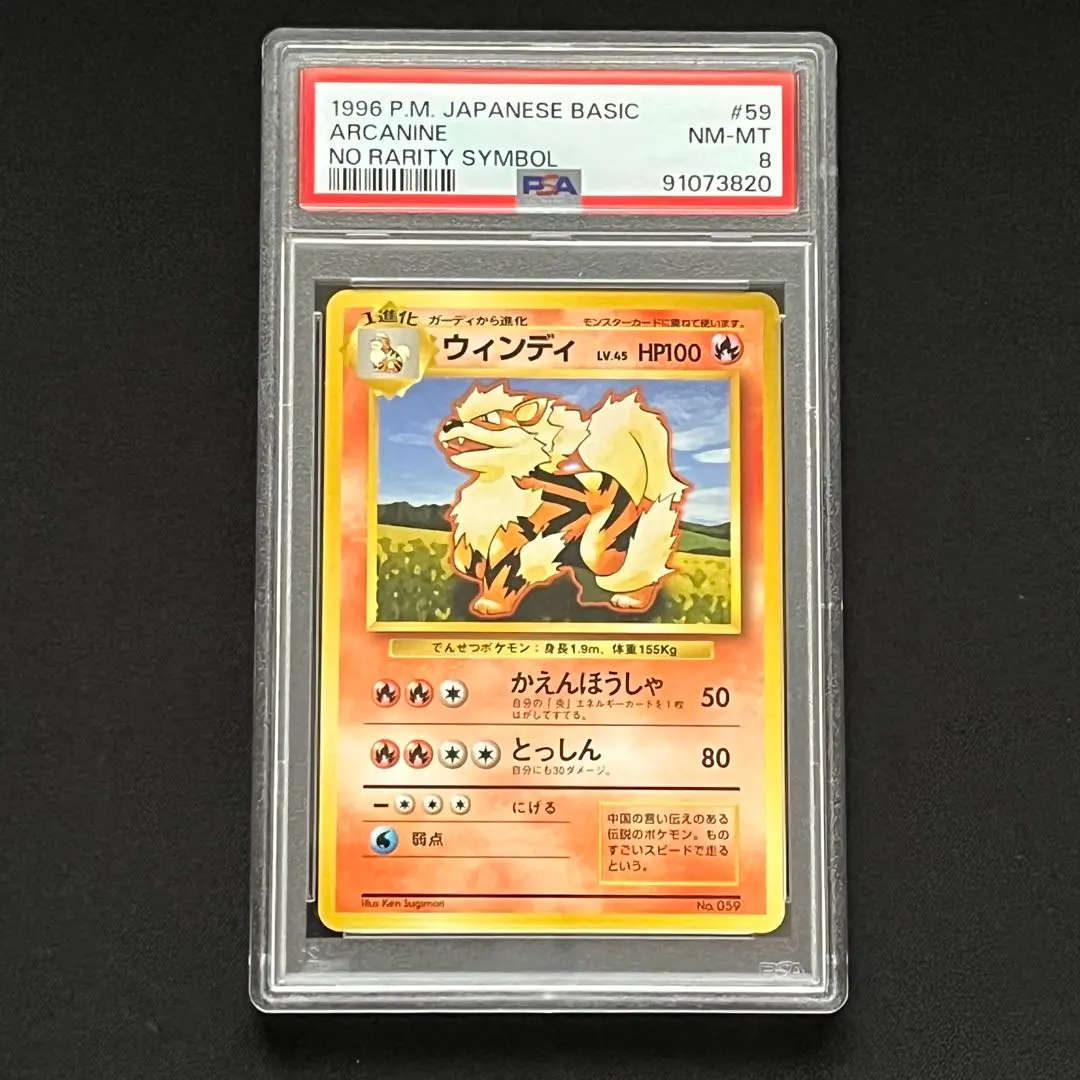 1996 P.M. JAPANESE BASIC #59
ARCANINE NM-MT
NO RARITY SYMBOL 8
PSA 91073820
1進化 ガーディから進化 モンスターカードに重ねて使います。
ウィンディ LV.45 HP100
でんせつポケモン：身長1.9m、体重155Kg
かえんほうしゃ 50
自分の「炎」エネルギーカードを1枚
はがしてすてる。
とっしん 80
自分にも30ダメージ。
にげる
弱点
中国の言い伝えのある
伝説のポケモン。もの
すごいスピードで走る
という。
Illus Ken Sugimori No. 059
PSA